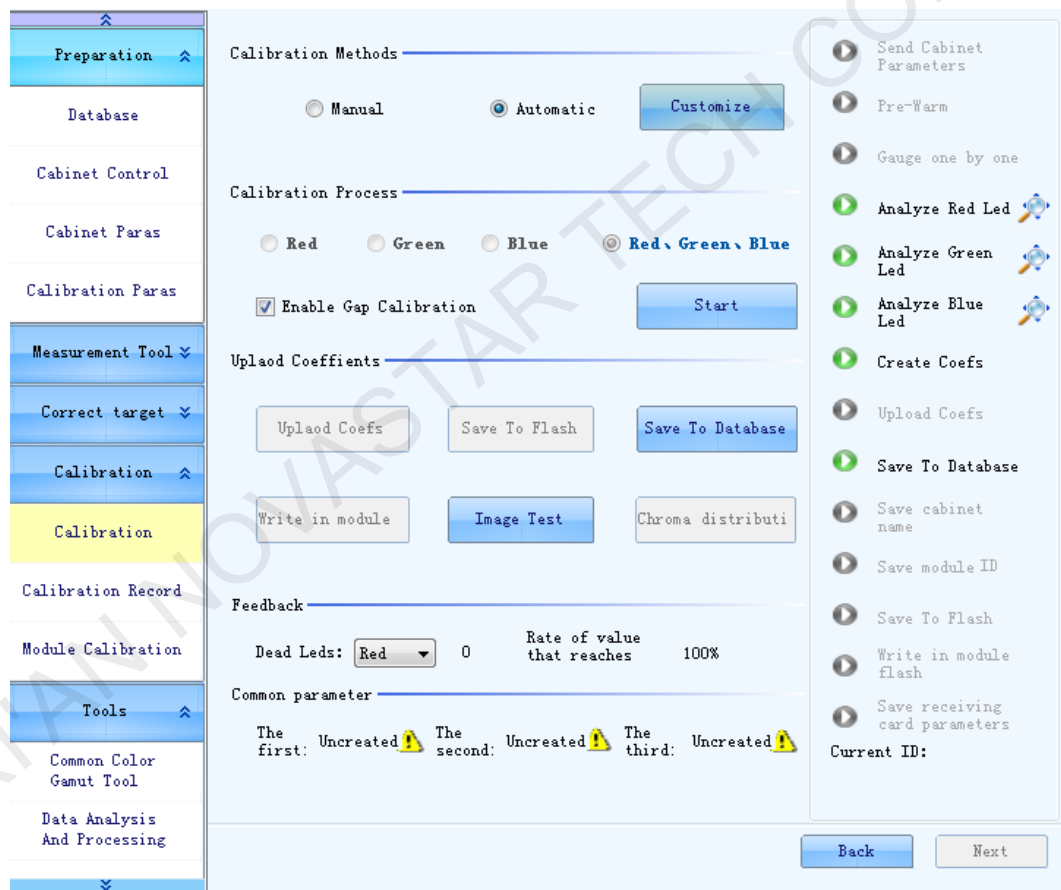 Preparation
Database
Cabinet Control
Cabinet Paras
Calibration Paras
Measurement Tool
Correct target
Calibration
Calibration
Calibration Record
Module Calibration
Tools
Common Color
Gamut Tool
Data Analysis
And Processing
Calibration Methods
Manual
Automatic
Customize
Calibration Process
Red
Green
Blue
Red、Green、Blue
Enable Gap Calibration
Start
Uplaod Coeffients
Uplaod Coefs
Save To Flash
Save To Database
Write in module
Image Test
Chroma distributi
Feedback
Dead Leds:
Red
0
Rate of value
that reaches
100%
Common parameter
The
first:
Uncreated
The
second:
Uncreated
The
third:
Uncreated
Send Cabinet
Parameters
Pre-Warm
Gauge one by one
Analyze Red Led
Analyze Green
Led
Analyze Blue
Led
Create Coefs
Upload Coefs
Save To Database
Save cabinet
name
Save module ID
Save To Flash
Write in module
flash
Save receiving
card parameters
Current ID:
Back
Next